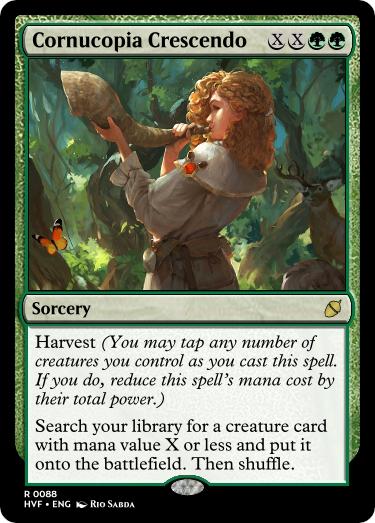 Cornucopia Crescendo XX
Sorcery
Harvest (You may tap any number of
creatures you control as you cast this spell.
If you do, reduce this spell's mana cost by
their total power.)
Search your library for a creature card
with mana value X or less and put it
onto the battlefield. Then shuffle.
R 0088
HVF • ENG Rio Sabda